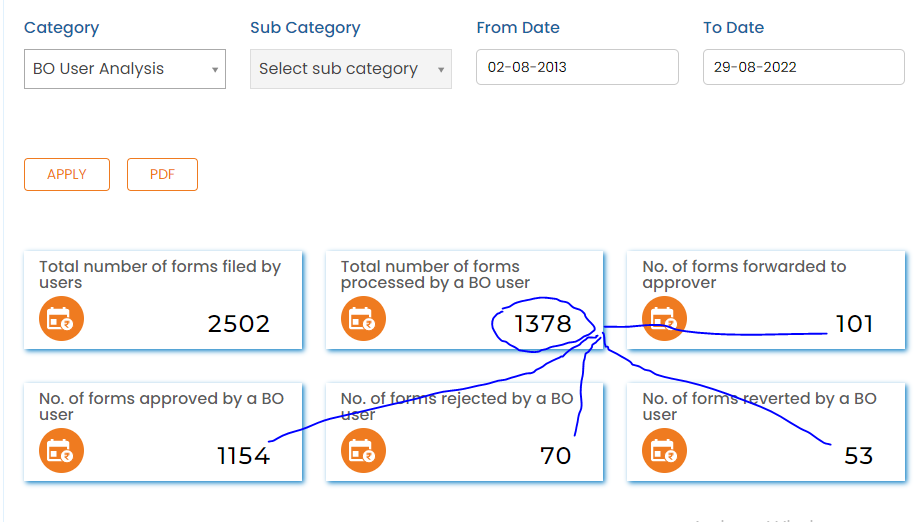 Category Sub Category From Date To Date
BO User Analysis Select sub category 02-08-2013 29-08-2022
APPLY PDF
Total number of forms filed by
users
2502
Total number of forms
processed by a BO user
1378
No. of forms forwarded to
approver
101
No. of forms approved by a BO
user
1154
No. of forms rejected by a BO
user
70
No. of forms reverted by a BO
user
53